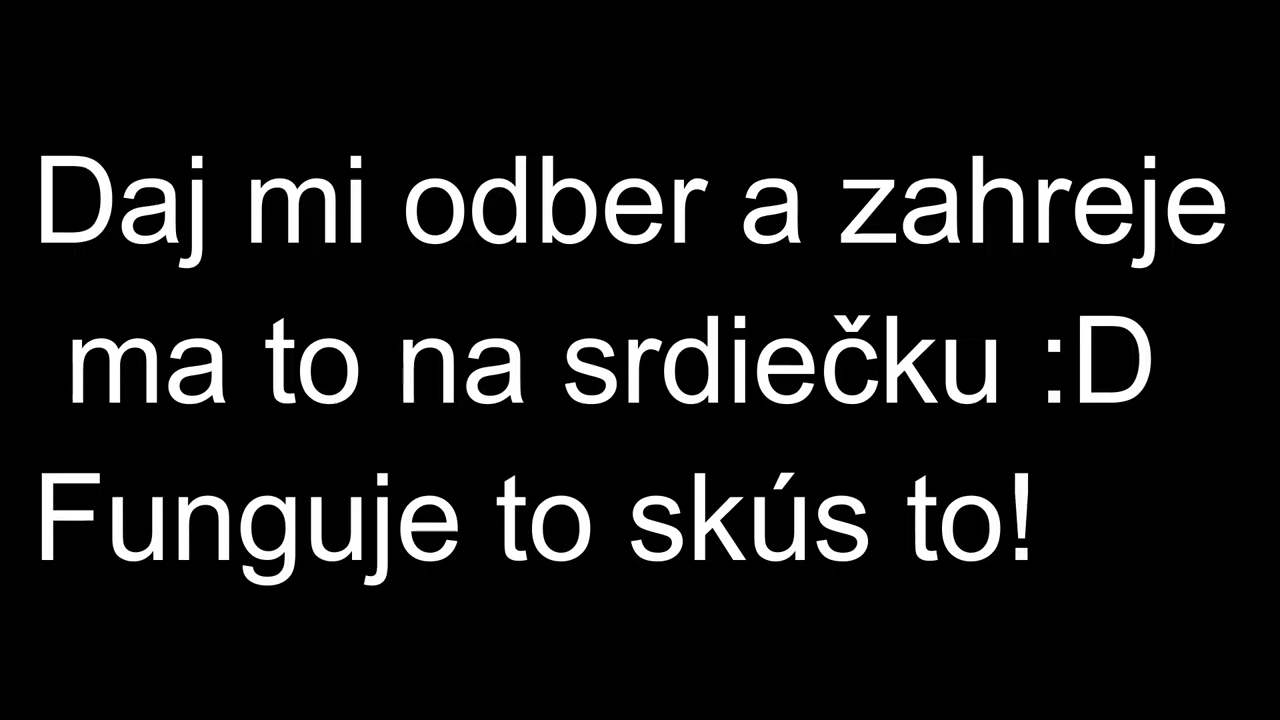 Daj mi odber a zahreje
ma to na srdiečku :D
Funguje to skús to!